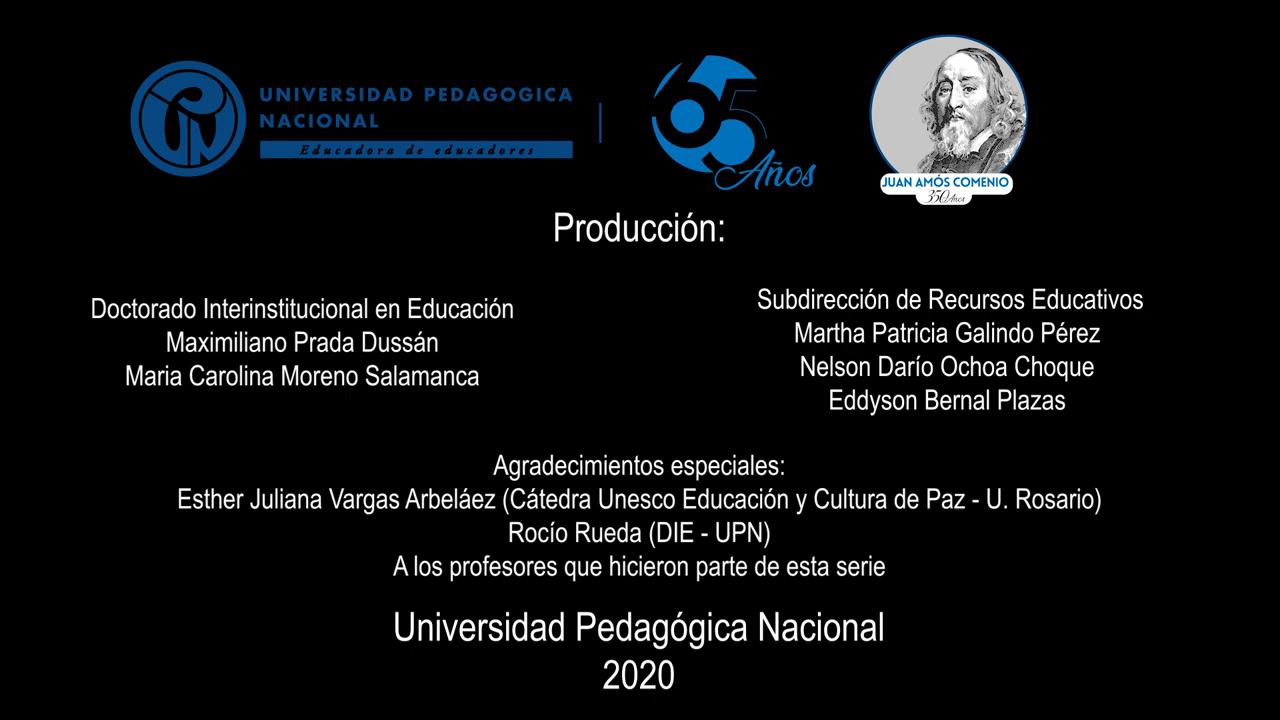 UNIVERSIDAD PEDAGOGICA
NACIONAL
Educadora de educadores
65
Años
JUAN AMÓS COMENIO
350 Años
Producción:
Doctorado Interinstitucional en Educación
Maximiliano Prada Dussán
Maria Carolina Moreno Salamanca
Subdirección de Recursos Educativos
Martha Patricia Galindo Pérez
Nelson Darío Ochoa Choque
Eddyson Bernal Plazas
Agradecimientos especiales:
Esther Juliana Vargas Arbeláez (Cátedra Unesco Educación y Cultura de Paz - U. Rosario)
Rocío Rueda (DIE - UPN)
A los profesores que hicieron parte de esta serie
Universidad Pedagógica Nacional
2020